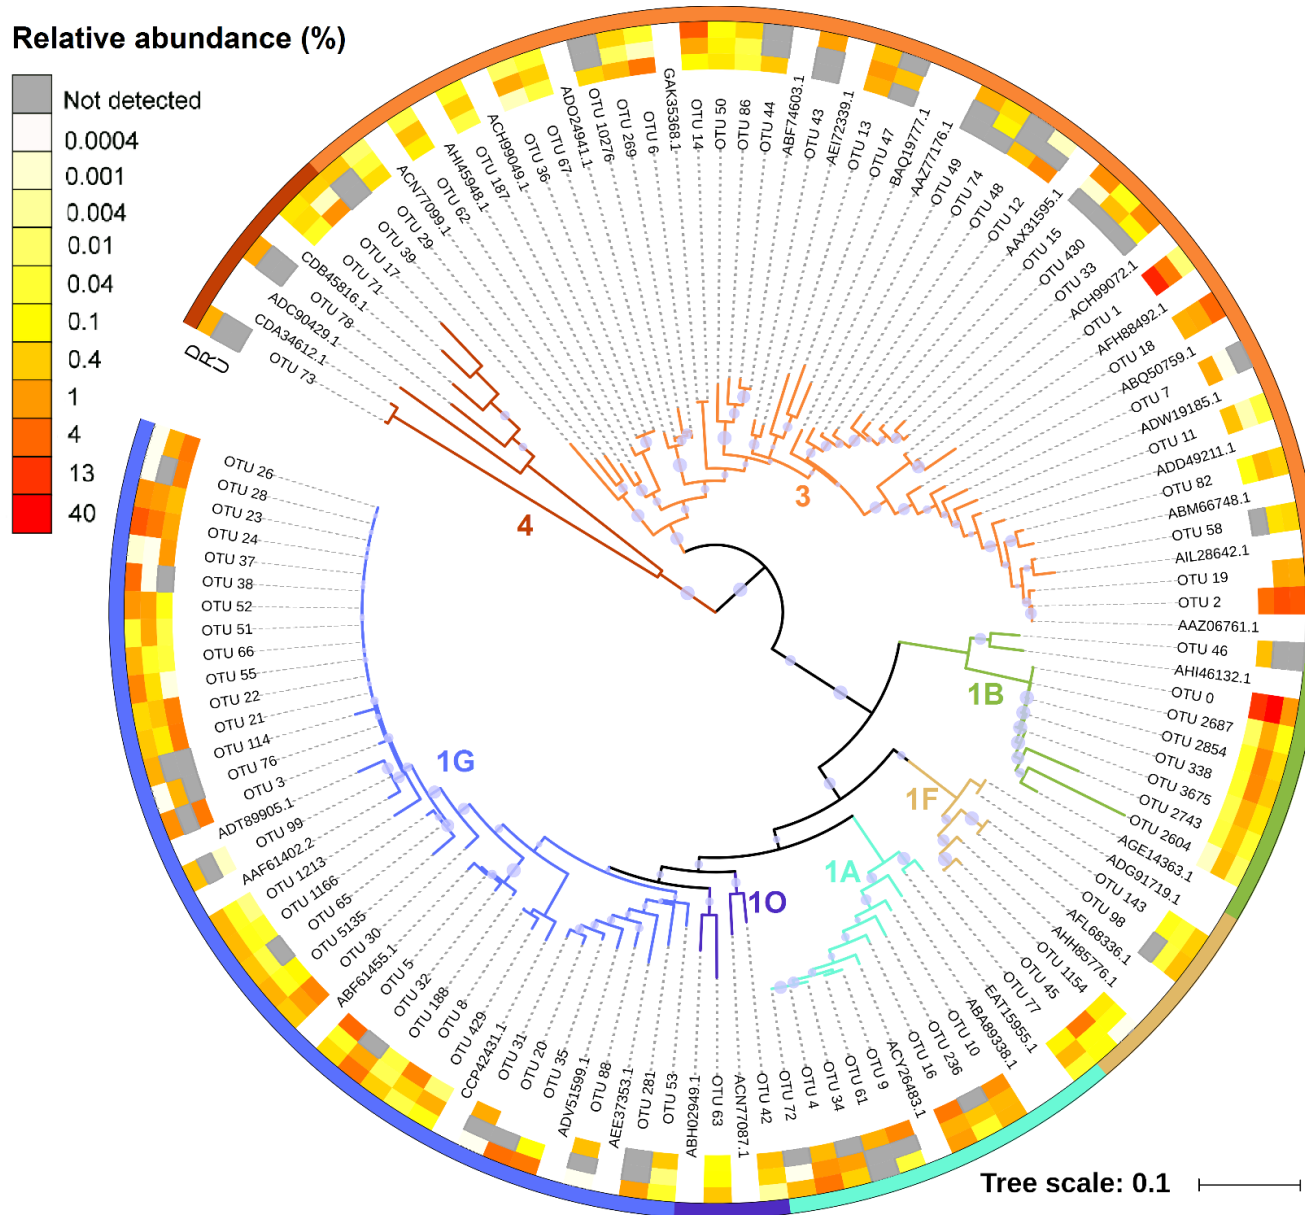 Relative abundance (%)
Not detected
0.0004
0.001
0.004
0.01
0.04
0.1
0.4
1
4
13
40
D
R
U
OTU 73
CDA34612.1
ADC90429.1
OTU 78
CDB45816.1
OTU 71
OTU 17
OTU 39
OTU 29
ACN77099.1
OTU 62
AHI45948.1
OTU 187
ACH99049.1
OTU 36
OTU 67
ADO24941.1
OTU 10276
OTU 269
OTU 6
GAK35368.1
OTU 14
OTU 50
OTU 86
OTU 44
ABF74603.1
OTU 43
AEI72339.1
OTU 13
OTU 47
BAQ19777.1
AAZ77176.1
OTU 49
OTU 74
OTU 48
OTU 12
AAX31595.1
OTU 15
OTU 430
OTU 33
ACH99072.1
OTU 1
AFH88492.1
OTU 18
ABQ50759.1
OTU 7
ADW19185.1
OTU 11
ADD49211.1
OTU 82
ABM66748.1
OTU 58
AIL28642.1
OTU 19
OTU 2
AAZ06761.1
OTU 46
AHI46132.1
OTU 0
OTU 2687
OTU 2854
OTU 338
OTU 3675
OTU 2743
OTU 2604
AGE14363.1
ADG91719.1
OTU 143
OTU 98
AFL68336.1
AHH85776.1
OTU 1154
OTU 45
OTU 77
EAT15955.1
ABA89338.1
OTU 10
OTU 236
OTU 16
ACY26483.1
OTU 9
OTU 61
OTU 34
OTU 4
OTU 72
OTU 42
ACN77087.1
OTU 63
ABH02949.1
OTU 53
OTU 281
AEE37353.1
OTU 88
ADV51599.1
OTU 35
OTU 20
OTU 31
CCP42431.1
OTU 429
OTU 8
OTU 188
OTU 32
OTU 5
ABF61455.1
OTU 30
OTU 5135
OTU 65
OTU 1166
OTU 1213
AAF61402.2
OTU 99
ADT89905.1
OTU 3
OTU 76
OTU 114
OTU 21
OTU 22
OTU 55
OTU 66
OTU 51
OTU 52
OTU 38
OTU 37
OTU 24
OTU 23
OTU 28
OTU 26
4
3
1B
1F
1A
1O
1G
Tree scale: 0.1